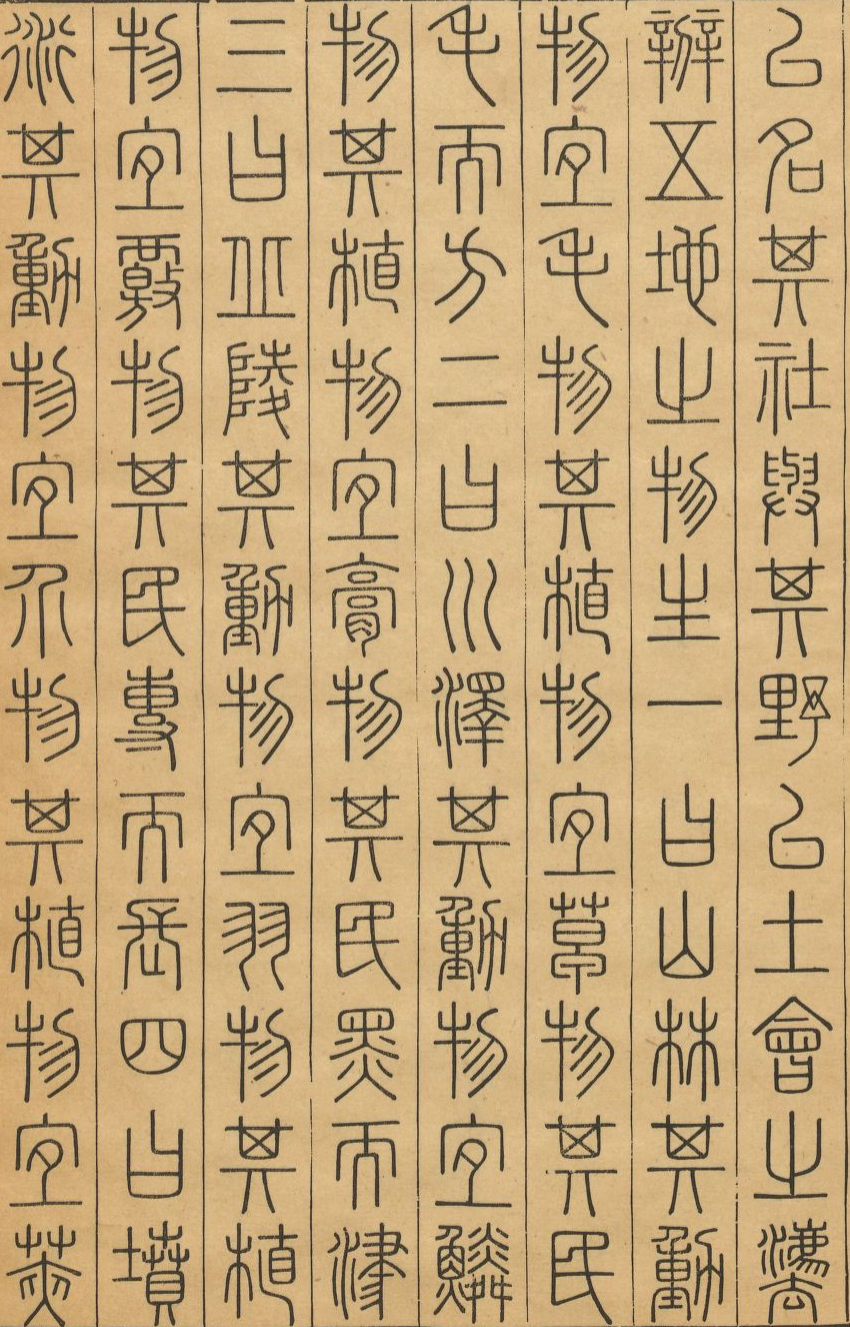 以名其社與其野以土會之灋
辨五地之物生一曰山林其動
物宜毛物其植物宜草物其民
毛而方二曰川澤其動物宜鱗
物其植物宜膏物其民黑而津
三曰丘陵其動物宜羽物其植
物宜覈物其民專而長四曰墳
衍其動物宜介物其植物宜莢